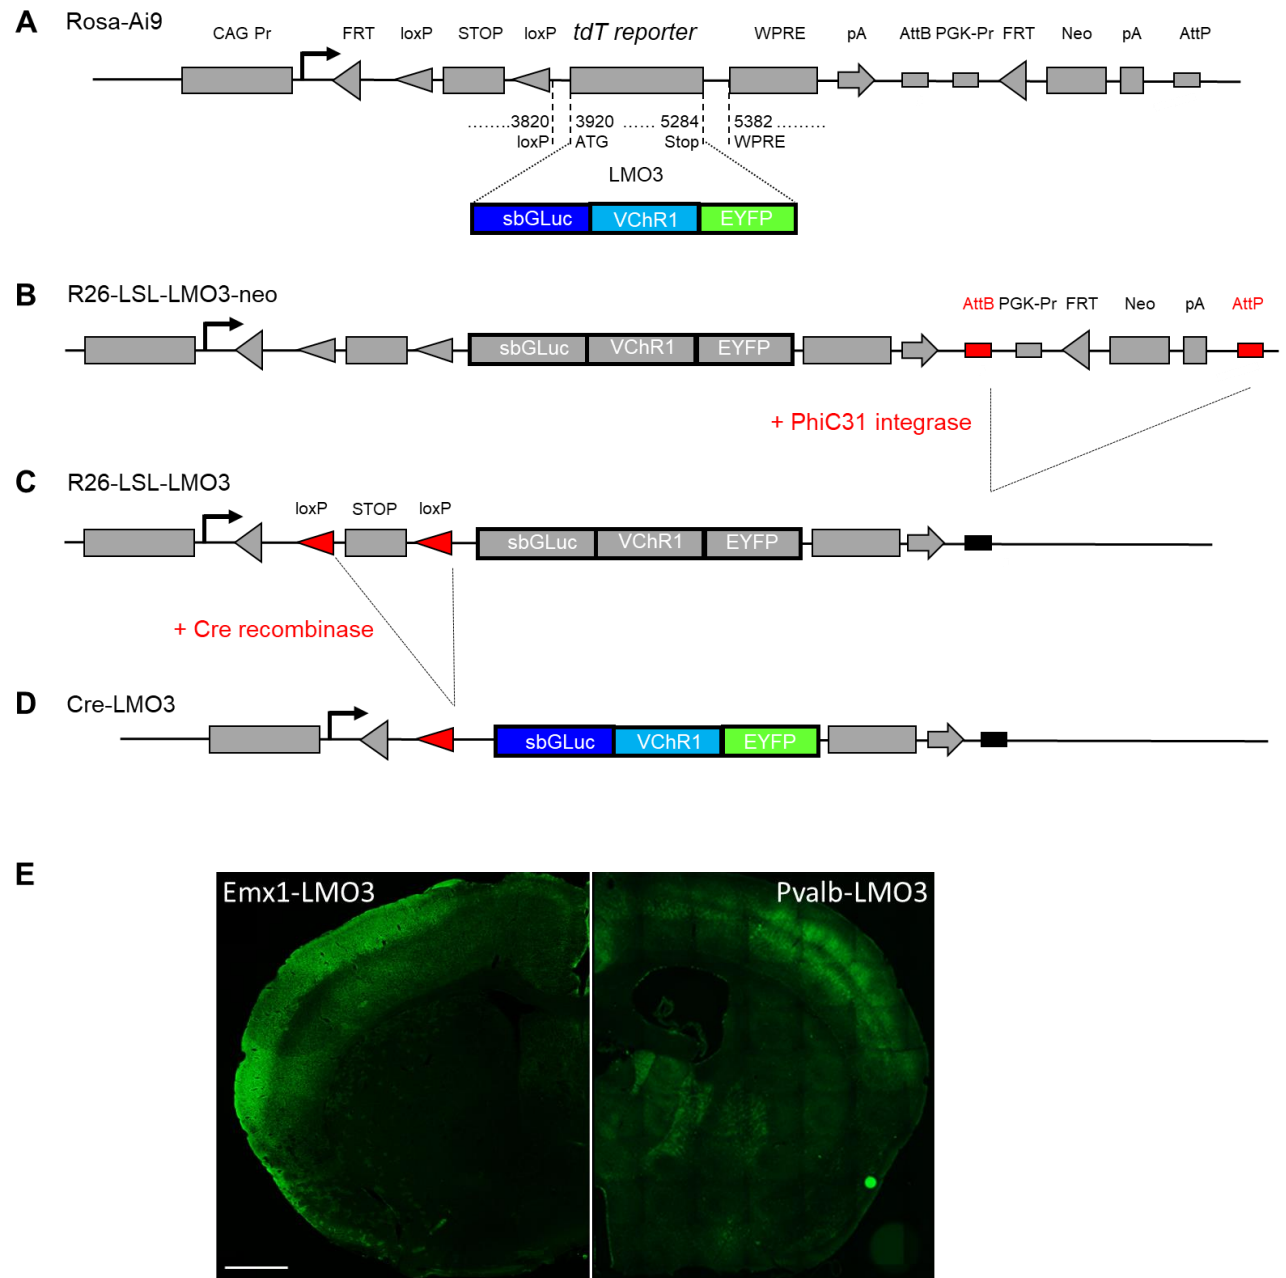 A Rosa-Ai9
CAG Pr FRT loxP STOP loxP tdT reporter WPRE pA AttB PGK-Pr FRT Neo pA AttP
........3820 3920 ...... 5284 5382 .........
loxP ATG Stop WPRE
LMO3
sbGLuc VChR1 EYFP
B R26-LSL-LMO3-neo
AttB PGK-Pr FRT Neo pA AttP
sbGLuc VChR1 EYFP
+ PhiC31 integrase
C R26-LSL-LMO3
loxP STOP loxP
sbGLuc VChR1 EYFP
+ Cre recombinase
D Cre-LMO3
sbGLuc VChR1 EYFP
E
Emx1-LMO3 Pvalb-LMO3